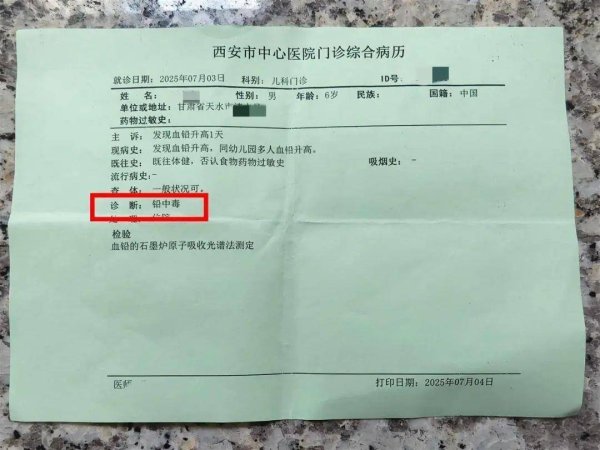 西安市中心医院门诊综合病历
就诊日期：2025年07月03日 科别：儿科门诊 ID号：
姓 名： 性别：男 年龄：6岁 民族： 国籍：中国
单位或地址：甘肃省天水市
药物过敏史：
主 诉：发现血铅升高1天
现病史：发现血铅升高，同幼儿园多人血铅升高。
既往史：既往体健，否认食物药物过敏史 吸烟史：-
流行病史：-
查 体：一般状况可。
诊 断：铅中毒
处 理：住院
检验
血铅的石墨炉原子吸收光谱法测定
医师 打印日期：2025年07月04日